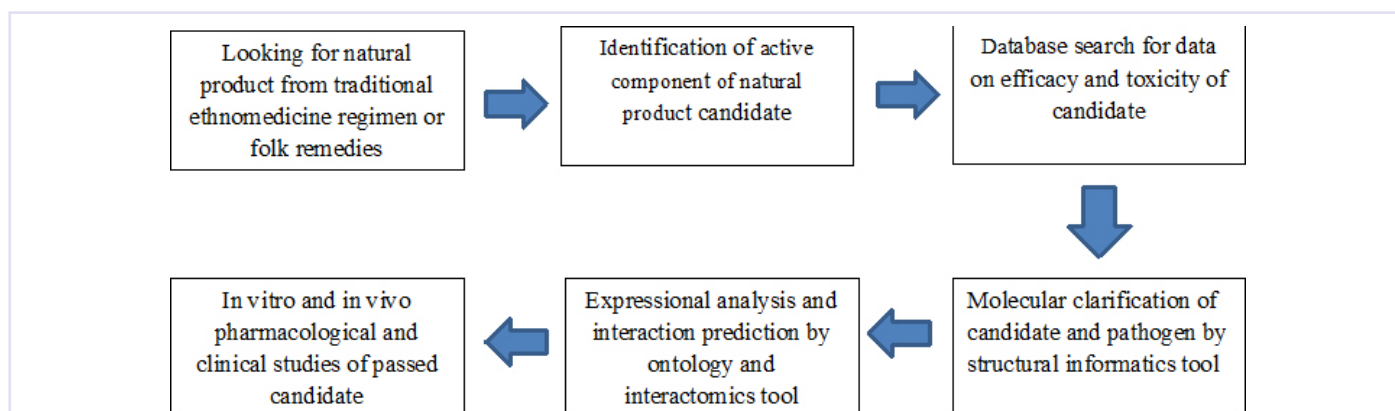 Looking for natural
product from traditional
ethnomedicine regimen or
folk remedies
Identification of active
component of natural
product candidate
Database search for data
on efficacy and toxicity of
candidate
Molecular clarification of
candidate and pathogen by
structural informatics tool
Expressional analysis and
interaction prediction by
ontology and
interactomics tool
In vitro and in vivo
pharmacological and
clinical studies of passed
candidate